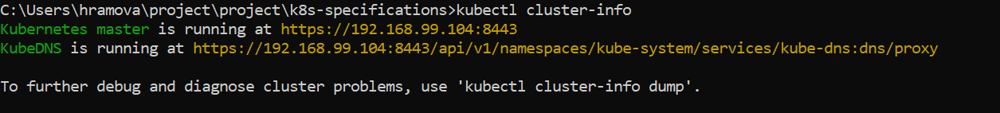 C:\Users\hramova\project\project\k8s-specifications>kubectl cluster-info
Kubernetes master is running at https://192.168.99.104:8443
KubeDNS is running at https://192.168.99.104:8443/api/v1/namespaces/kube-system/services/kube-dns:dns/proxy
To further debug and diagnose cluster problems, use 'kubectl cluster-info dump'.